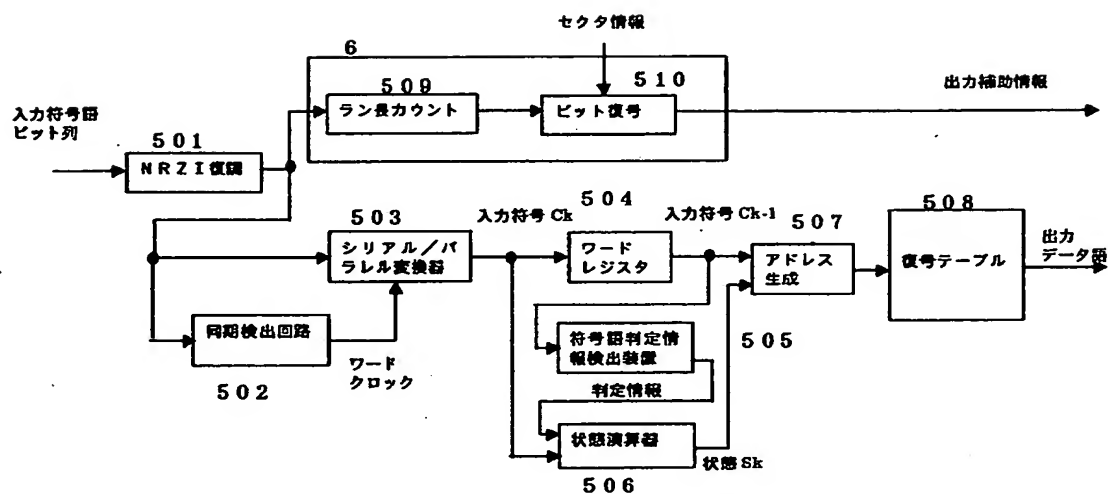 セクタ情報
6
509
510
ラン長カウント
ビット復号
出力補助情報
入力符号語
ビット列
501
NRZI復調
503
入力符号 Ck
504
入力符号 Ck-1
507
508
シリアル/パ
ラレル変換器
ワード
レジスタ
アドレス
生成
復号テーブル
出力
データ語
同期検出回路
502
ワード
クロック
符号語判定情
報検出装置
505
判定情報
状態演算器
状態 Sk
506